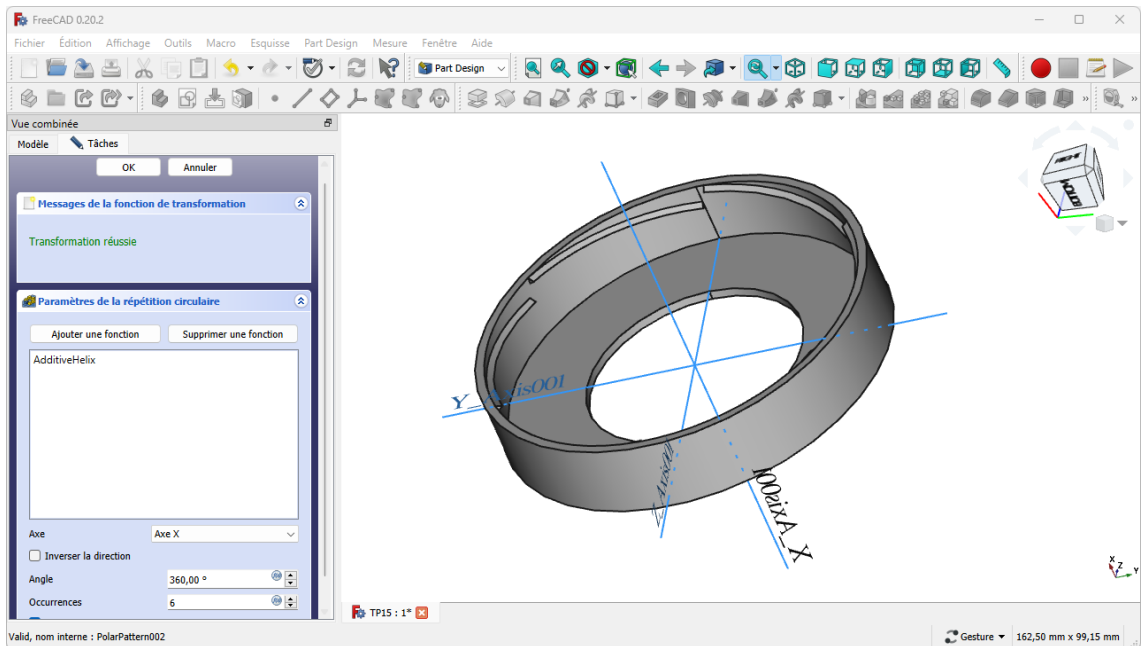 FreeCAD 0.20.2
Fichier Édition Affichage Outils Macro Esquisse Part Design Mesure Fenêtre Aide
Part Design
Vue combinée
Modèle Tâches
OK Annuler
Messages de la fonction de transformation
Transformation réussie
Paramètres de la répétition circulaire
Ajouter une fonction Supprimer une fonction
AdditiveHelix
Axe Axe X
Inverser la direction
Angle 360,00 °
Occurrences 6
Y_Axis001
X_Axis001
RIGHT
BOTTOM
X
Z
Y
TP15 : 1*
Valid, nom interne : PolarPattern002
Gesture 162,50 mm x 99,15 mm